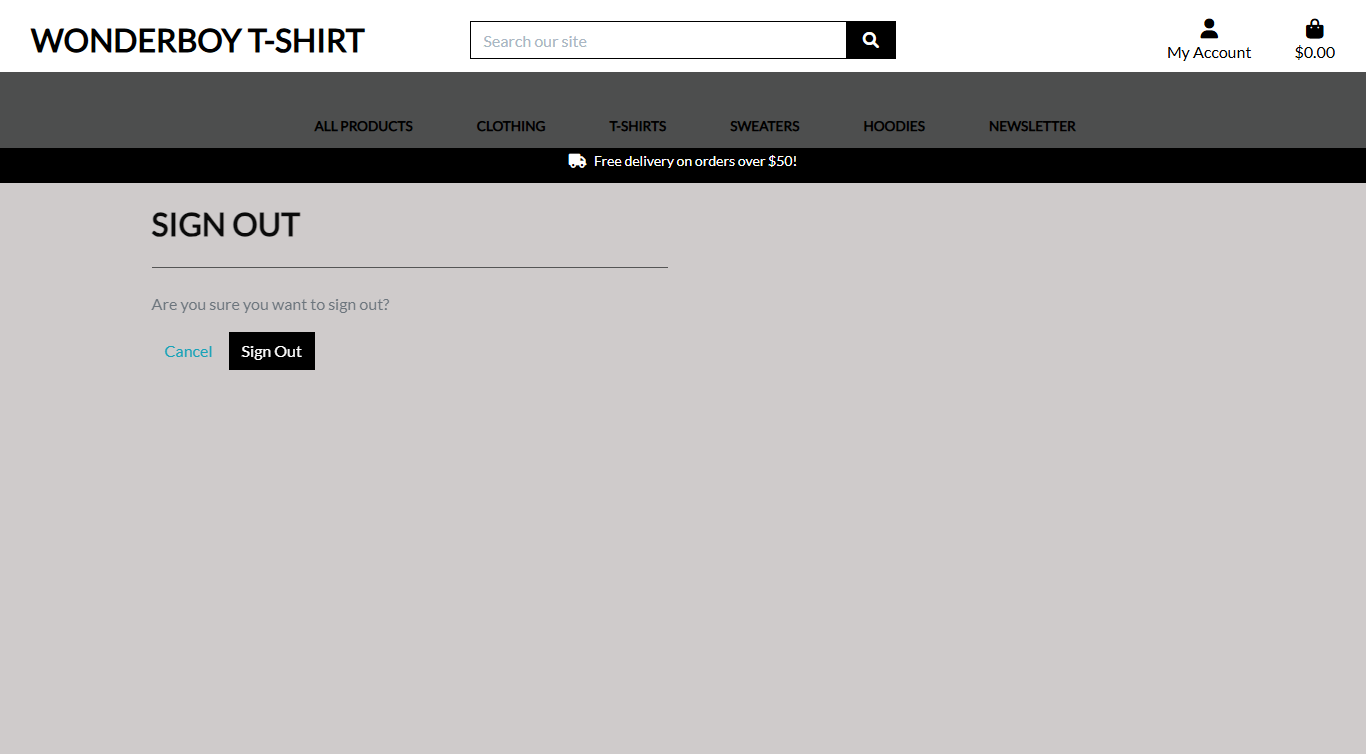 WONDERBOY T-SHIRT
Search our site
My Account
$0.00
ALL PRODUCTS
CLOTHING
T-SHIRTS
SWEATERS
HOODIES
NEWSLETTER
Free delivery on orders over $50!
SIGN OUT
Are you sure you want to sign out?
Cancel
Sign Out